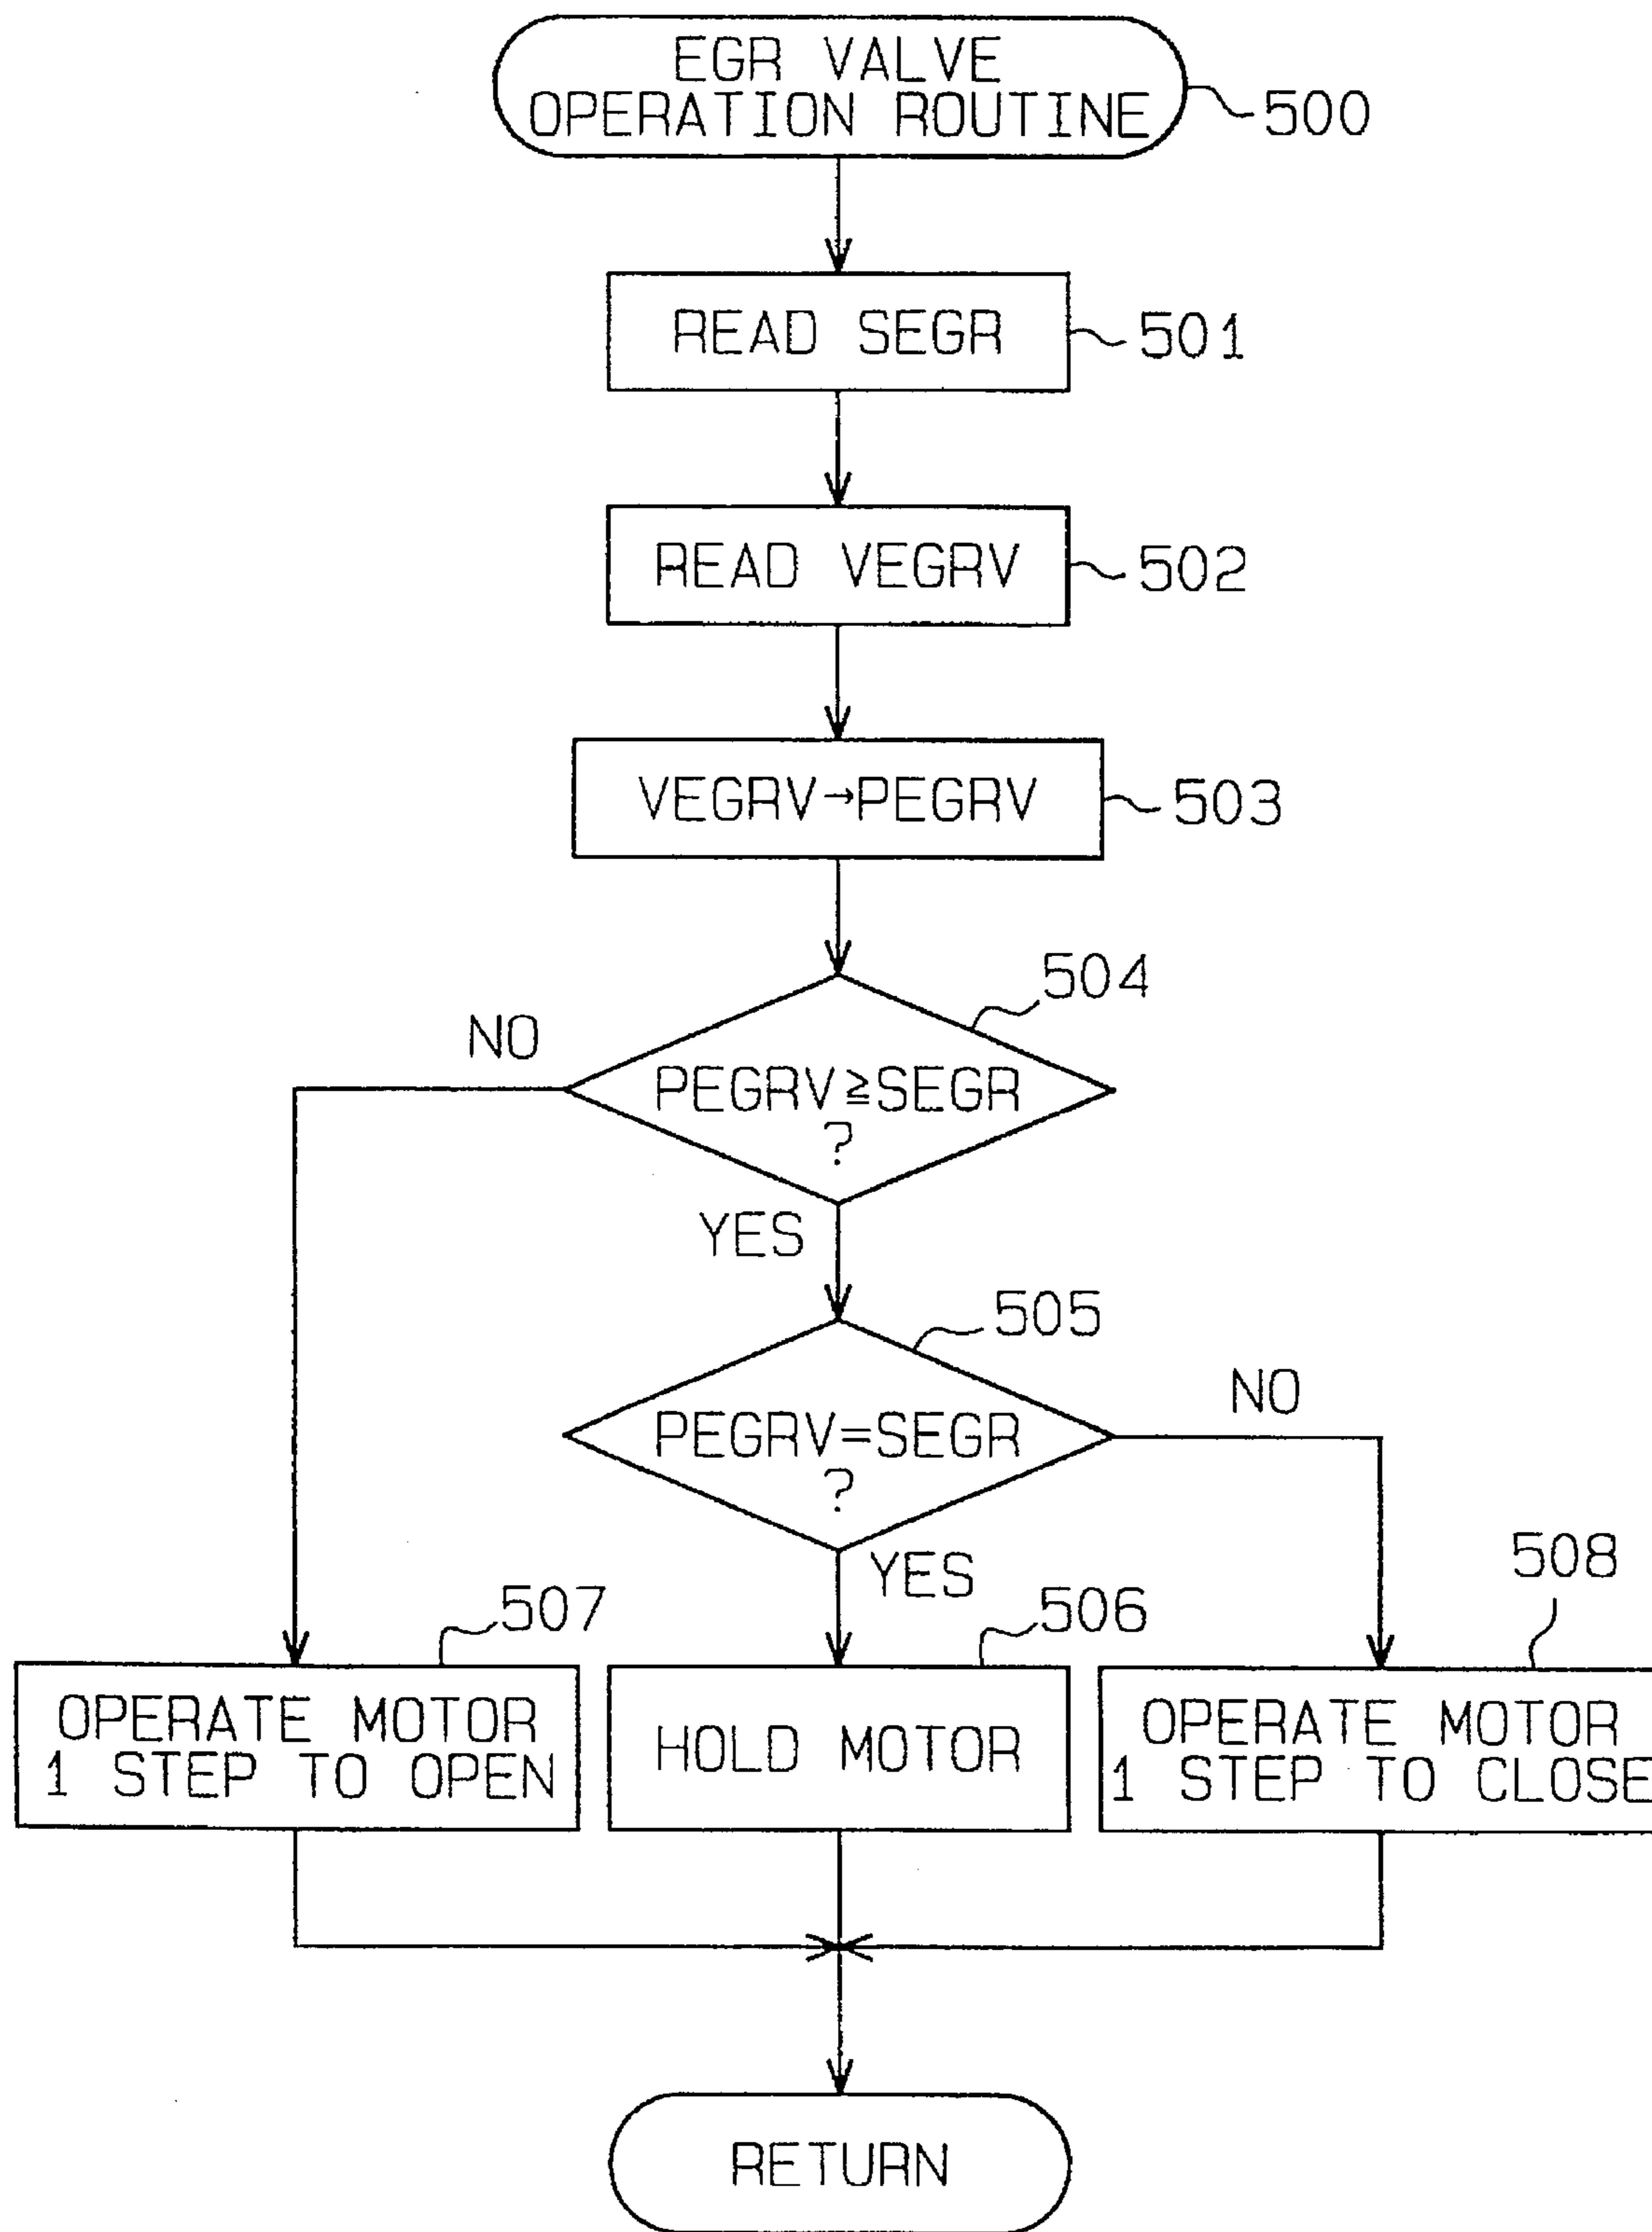 EGR VALVE
OPERATION ROUTINE
500
READ SEGR
501
READ VEGRV
502
VEGRV→PEGRV
503
504
NO
PEGRV≧SEGR
?
YES
505
PEGRV=SEGR
?
NO
YES
507
506
508
OPERATE MOTOR
1 STEP TO OPEN
HOLD MOTOR
OPERATE MOTOR
1 STEP TO CLOSE
RETURN